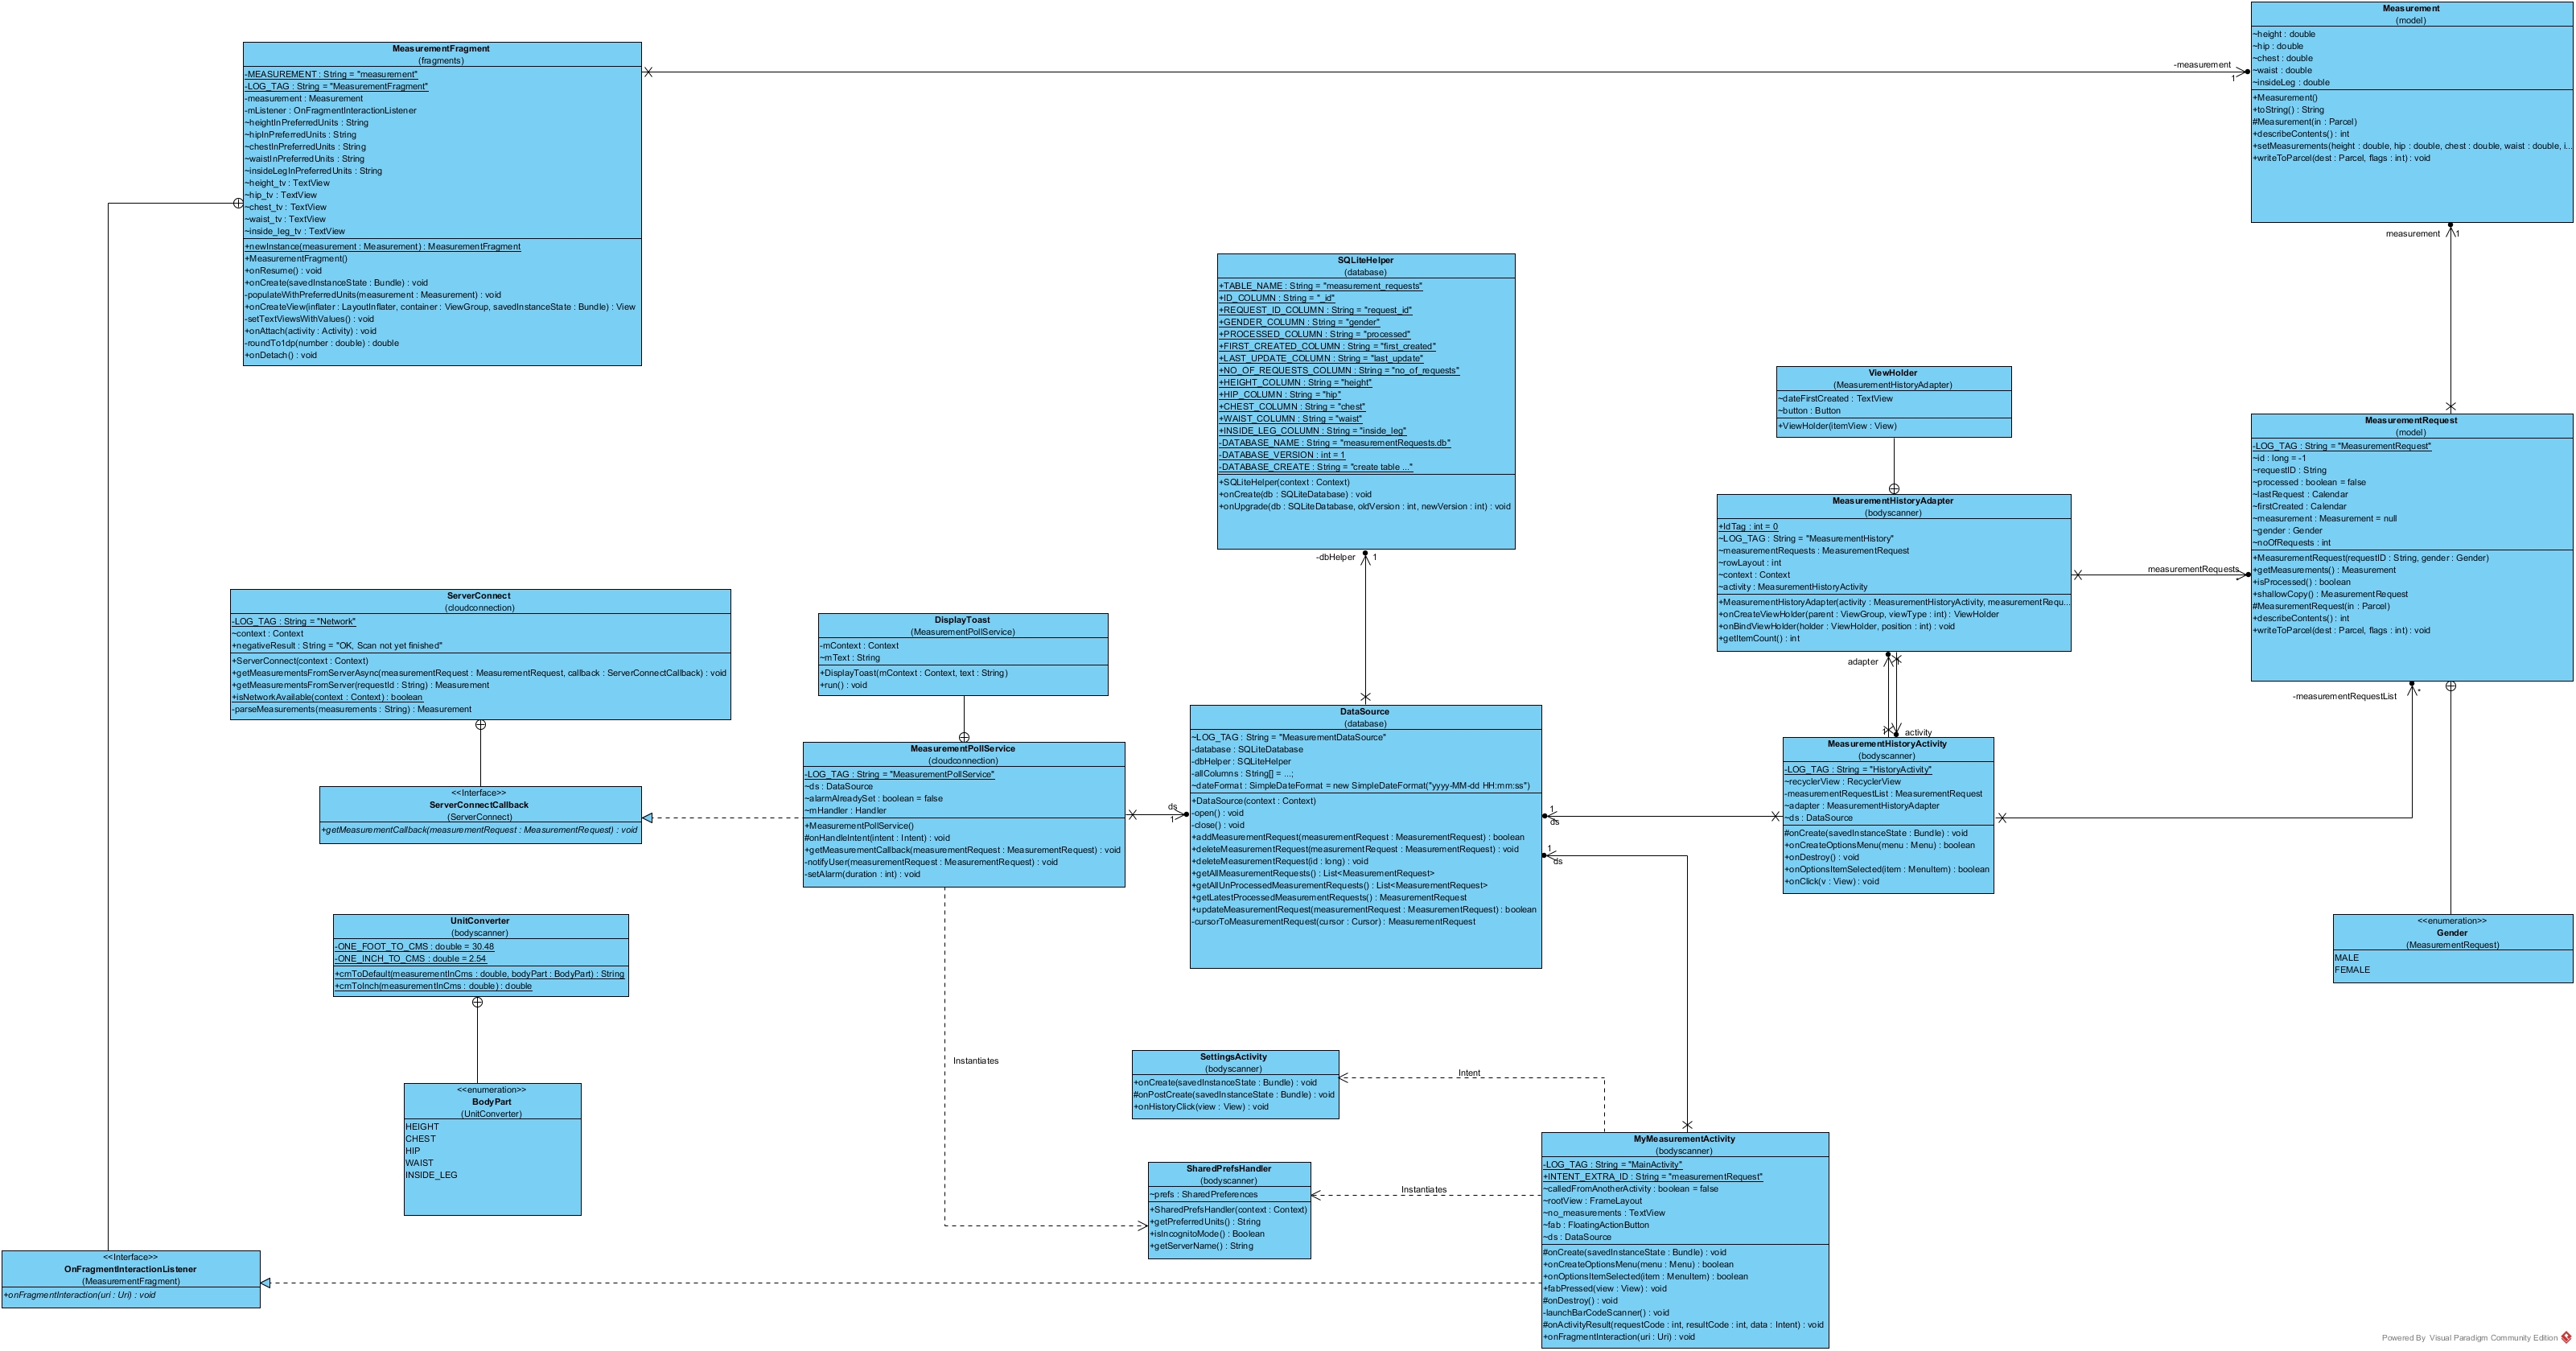 MeasurementFragment
(fragments)
-MEASUREMENT : String = "measurement"
-LOG_TAG : String = "MeasurementFragment"
-measurement : Measurement
-mListener : OnFragmentInteractionListener
~heightInPreferredUnits : String
~hipInPreferredUnits : String
~chestInPreferredUnits : String
~waistInPreferredUnits : String
~insideLegInPreferredUnits : String
~height_tv : TextView
~hip_tv : TextView
~chest_tv : TextView
~waist_tv : TextView
~inside_leg_tv : TextView
+newInstance(measurement : Measurement) : MeasurementFragment
+MeasurementFragment()
+onResume() : void
+onCreate(savedInstanceState : Bundle) : void
-populateWithPreferredUnits(measurement : Measurement) : void
+onCreateView(inflater : LayoutInflater, container : ViewGroup, savedInstanceState : Bundle) : View
-setTextViewsWithValues() : void
+onAttach(activity : Activity) : void
-roundTo1dp(number : double) : double
+onDetach() : void
-measurement
1
Measurement
(model)
~height : double
~hip : double
~chest : double
~waist : double
~insideLeg : double
+Measurement()
+toString() : String
#Measurement(in : Parcel)
+describeContents() : int
+setMeasurements(height : double, hip : double, chest : double, waist : double, i...
+writeToParcel(dest : Parcel, flags : int) : void
measurement
1
SQLiteHelper
(database)
+TABLE_NAME : String = "measurement_requests"
+ID_COLUMN : String = "_id"
+REQUEST_ID_COLUMN : String = "request_id"
+GENDER_COLUMN : String = "gender"
+PROCESSED_COLUMN : String = "processed"
+FIRST_CREATED_COLUMN : String = "first_created"
+LAST_UPDATE_COLUMN : String = "last_update"
+NO_OF_REQUESTS_COLUMN : String = "no_of_requests"
+HEIGHT_COLUMN : String = "height"
+HIP_COLUMN : String = "hip"
+CHEST_COLUMN : String = "chest"
+WAIST_COLUMN : String = "waist"
+INSIDE_LEG_COLUMN : String = "inside_leg"
-DATABASE_NAME : String = "measurementRequests.db"
-DATABASE_VERSION : int = 1
-DATABASE_CREATE : String = "create table ..."
+SQLiteHelper(context : Context)
+onCreate(db : SQLiteDatabase) : void
+onUpgrade(db : SQLiteDatabase, oldVersion : int, newVersion : int) : void
-dbHelper
1
ViewHolder
(MeasurementHistoryAdapter)
~dateFirstCreated : TextView
~button : Button
+ViewHolder(itemView : View)
MeasurementHistoryAdapter
(bodyscanner)
+IdTag : int = 0
~LOG_TAG : String = "MeasurementHistory"
~measurementRequests : MeasurementRequest
~rowLayout : int
~context : Context
~activity : MeasurementHistoryActivity
+MeasurementHistoryAdapter(activity : MeasurementHistoryActivity, measurementRequ...
+onCreateViewHolder(parent : ViewGroup, viewType : int) : ViewHolder
+onBindViewHolder(holder : ViewHolder, position : int) : void
+getItemCount() : int
measurementRequests
MeasurementRequest
(model)
-LOG_TAG : String = "MeasurementRequest"
~id : long = -1
~requestID : String
~processed : boolean = false
~lastRequest : Calendar
~firstCreated : Calendar
~measurement : Measurement = null
~gender : Gender
~noOfRequests : int
+MeasurementRequest(requestID : String, gender : Gender)
+getMeasurements() : Measurement
+isProcessed() : boolean
+shallowCopy() : MeasurementRequest
#MeasurementRequest(in : Parcel)
+describeContents() : int
+writeToParcel(dest : Parcel, flags : int) : void
-measurementRequestList
*
ServerConnect
(cloudconnection)
-LOG_TAG : String = "Network"
~context : Context
+negativeResult : String = "OK, Scan not yet finished"
+ServerConnect(context : Context)
+getMeasurementsFromServerAsync(measurementRequest : MeasurementRequest, callback : ServerConnectCallback) : void
+getMeasurementsFromServer(requestId : String) : Measurement
+isNetworkAvailable(context : Context) : boolean
-parseMeasurements(measurements : String) : Measurement
<<Interface>>
ServerConnectCallback
(ServerConnect)
+getMeasurementCallback(measurementRequest : MeasurementRequest) : void
DisplayToast
(MeasurementPollService)
-mContext : Context
~mText : String
+DisplayToast(mContext : Context, text : String)
+run() : void
MeasurementPollService
(cloudconnection)
-LOG_TAG : String = "MeasurementPollService"
~ds : DataSource
~alarmAlreadySet : boolean = false
~mHandler : Handler
+MeasurementPollService()
#onHandleIntent(intent : Intent) : void
+getMeasurementCallback(measurementRequest : MeasurementRequest) : void
-notifyUser(measurementRequest : MeasurementRequest) : void
-setAlarm(duration : int) : void
ds
1
DataSource
(database)
~LOG_TAG : String = "MeasurementDataSource"
-database : SQLiteDatabase
-dbHelper : SQLiteHelper
-allColumns : String[] = ...;
~dateFormat : SimpleDateFormat = new SimpleDateFormat("yyyy-MM-dd HH:mm:ss")
+DataSource(context : Context)
-open() : void
-close() : void
+addMeasurementRequest(measurementRequest : MeasurementRequest) : boolean
+deleteMeasurementRequest(measurementRequest : MeasurementRequest) : void
+deleteMeasurementRequest(id : long) : void
+getAllMeasurementRequests() : List<MeasurementRequest>
+getAllUnProcessedMeasurementRequests() : List<MeasurementRequest>
+getLatestProcessedMeasurementRequests() : MeasurementRequest
+updateMeasurementRequest(measurementRequest : MeasurementRequest) : boolean
-cursorToMeasurementRequest(cursor : Cursor) : MeasurementRequest
1
ds
1
ds
adapter
activity
MeasurementHistoryActivity
(bodyscanner)
-LOG_TAG : String = "HistoryActivity"
~recyclerView : RecyclerView
-measurementRequestList : MeasurementRequest
~adapter : MeasurementHistoryAdapter
~ds : DataSource
#onCreate(savedInstanceState : Bundle) : void
+onCreateOptionsMenu(menu : Menu) : boolean
+onDestroy() : void
+onOptionsItemSelected(item : MenuItem) : boolean
+onClick(v : View) : void
<<enumeration>>
Gender
(MeasurementRequest)
MALE
FEMALE
UnitConverter
(bodyscanner)
-ONE_FOOT_TO_CMS : double = 30.48
-ONE_INCH_TO_CMS : double = 2.54
+cmToDefault(measurementInCms : double, bodyPart : BodyPart) : String
+cmToInch(measurementInCms : double) : double
<<enumeration>>
BodyPart
(UnitConverter)
HEIGHT
CHEST
HIP
WAIST
INSIDE_LEG
Instantiates
SettingsActivity
(bodyscanner)
+onCreate(savedInstanceState : Bundle) : void
#onPostCreate(savedInstanceState : Bundle) : void
+onHistoryClick(view : View) : void
Intent
SharedPrefsHandler
(bodyscanner)
~prefs : SharedPreferences
+SharedPrefsHandler(context : Context)
+getPreferredUnits() : String
+isIncognitoMode() : Boolean
+getServerName() : String
Instantiates
MyMeasurementActivity
(bodyscanner)
-LOG_TAG : String = "MainActivity"
+INTENT_EXTRA_ID : String = "measurementRequest"
~calledFromAnotherActivity : boolean = false
~rootView : FrameLayout
~no_measurements : TextView
~fab : FloatingActionButton
~ds : DataSource
#onCreate(savedInstanceState : Bundle) : void
+onCreateOptionsMenu(menu : Menu) : boolean
+onOptionsItemSelected(item : MenuItem) : boolean
+fabPressed(view : View) : void
#onDestroy() : void
-launchBarCodeScanner() : void
#onActivityResult(requestCode : int, resultCode : int, data : Intent) : void
+onFragmentInteraction(uri : Uri) : void
<<Interface>>
OnFragmentInteractionListener
(MeasurementFragment)
+onFragmentInteraction(uri : Uri) : void
Powered By Visual Paradigm Community Edition